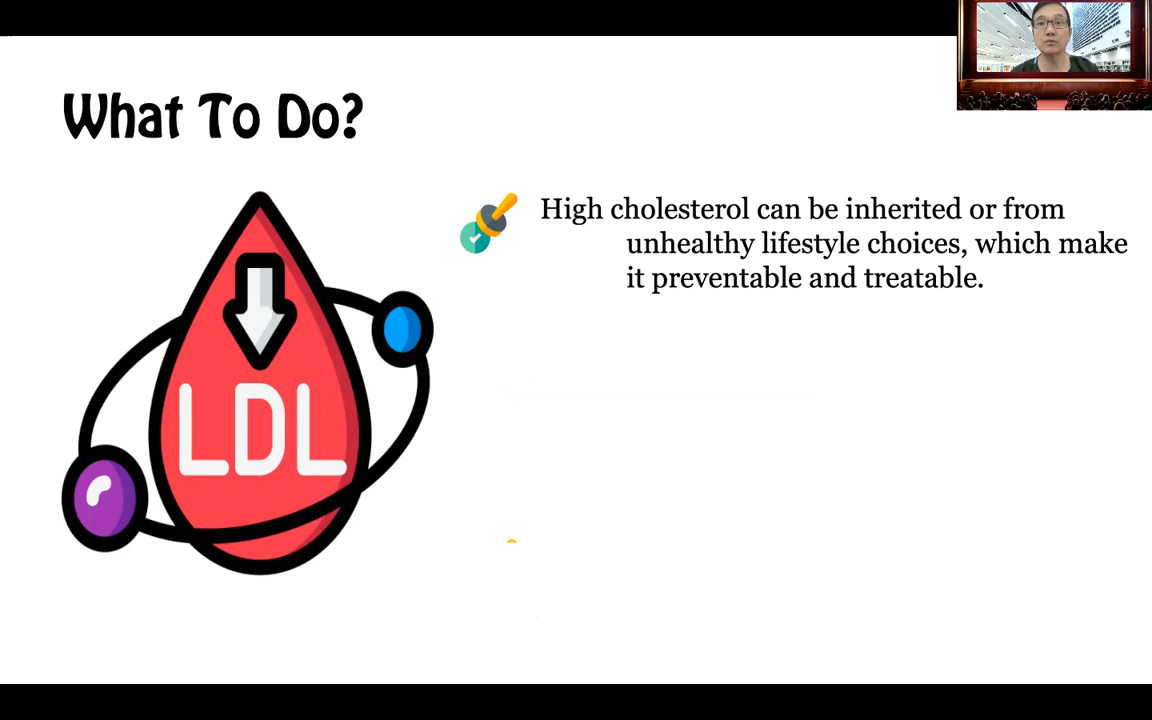 What To Do?
High cholesterol can be inherited or from
unhealthy lifestyle choices, which make
it preventable and treatable.
LDL